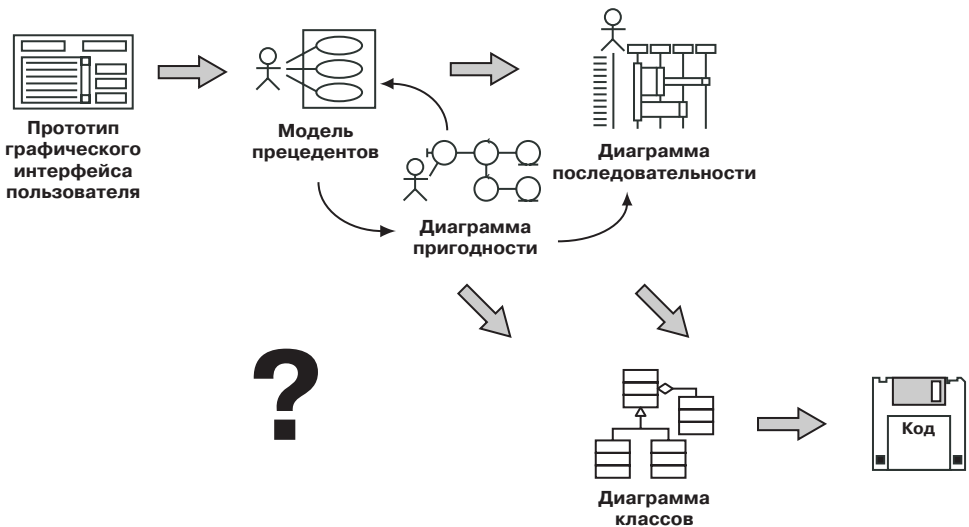 Прототип
графического
интерфейса
пользователя
Модель
прецедентов
Диаграмма
последовательности
Диаграмма
пригодности
?
Код
Диаграмма
классов